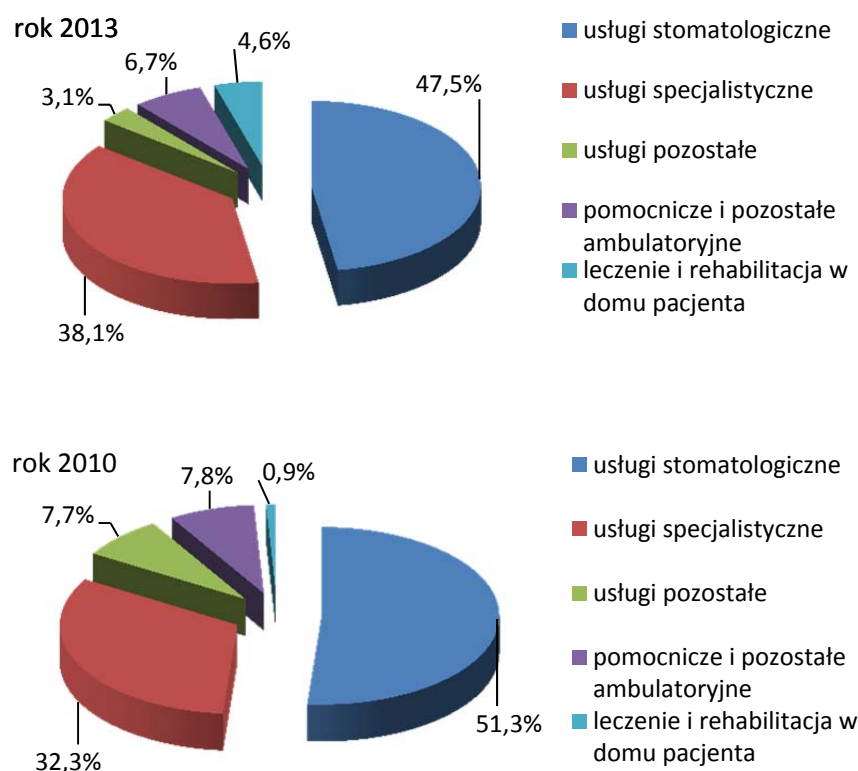 rok 2013
4,6%
6,7%
3,1%
47,5%
38,1%
usługi stomatologiczne
usługi specjalistyczne
usługi pozostałe
pomocnicze i pozostałe
ambulatoryjne
leczenie i rehabilitacja w
domu pacjenta
rok 2010
7,8%
0,9%
7,7%
51,3%
32,3%
usługi stomatologiczne
usługi specjalistyczne
usługi pozostałe
pomocnicze i pozostałe
ambulatoryjne
leczenie i rehabilitacja w
domu pacjenta